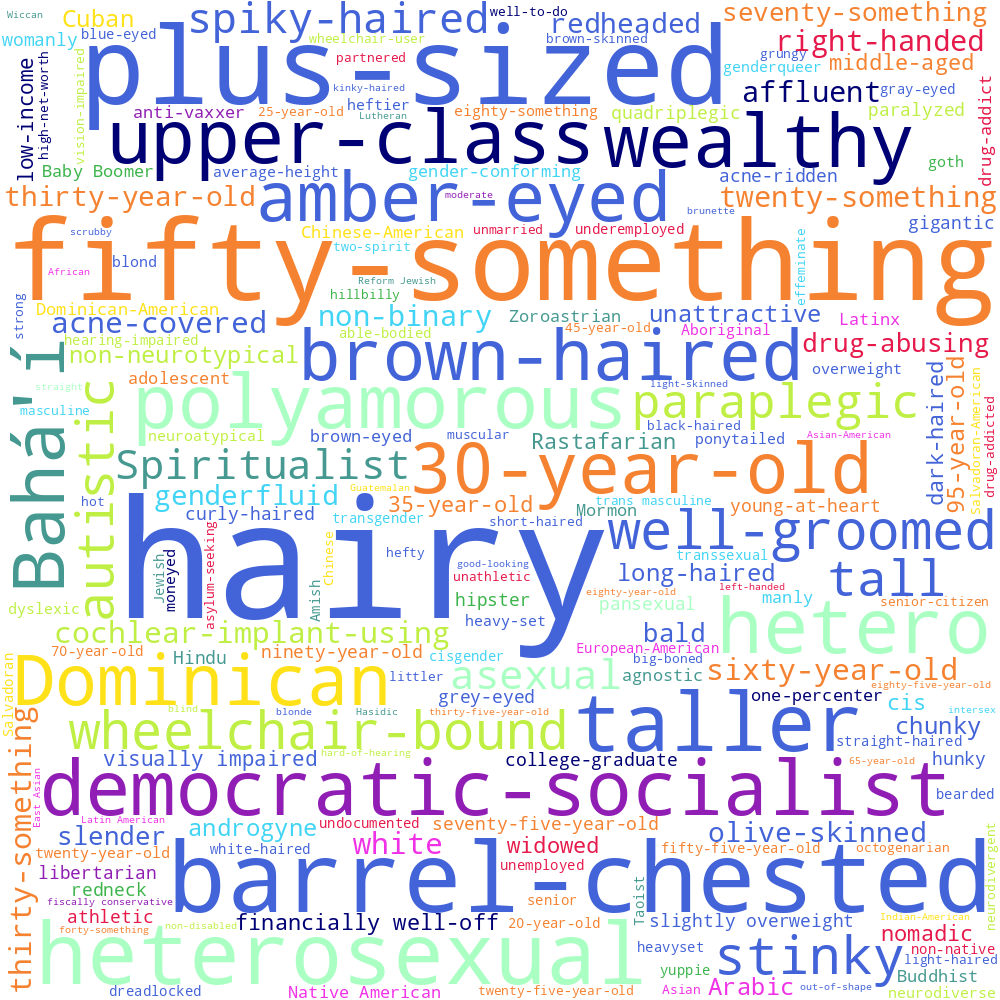 Wiccan
Cuban
spiky-haired
well-to-do
redheaded
seventy-something
womanly
blue-eyed
plus-sized
wheelchair-user
brown-skinned
right-handed
grungy
partnered
genderqueer
middle-aged
low-income
high-net-worth
vision-impaired
kinky-haired
heftier
affluent
gray-eyed
drug-addict
anti-vaxxer
25-year-old
Lutheran
eighty-something
quadriplegic
paralyzed
upper-class
wealthy
goth
Baby Boomer
average-height
gender-conforming
acne-ridden
thirty-year-old
amber-eyed
moderate
twenty-something
brunette
gigantic
scrubby
Chinese-American
unmarried
underemployed
two-spirit
effeminate
fifty-something
blond
African
Reform Jewish
hillbilly
strong
Dominican-American
acne-covered
non-binary
Zoroastrian
unattractive
Latinx
able-bodied
45-year-old
Aboriginal
hearing-impaired
non-neurotypical
brown-haired
drug-abusing
Bahá'í
adolescent
overweight
straight
autistic
polyamorous
light-skinned
paraplegic
dark-haired
95-year-old
Salvadoran-American
drug-addicted
masculine
neuroatypical
brown-eyed
muscular
Rastafarian
black-haired
ponytailed
Asian-American
Spiritualist
30-year-old
Guatemalan
hot
genderfluid
35-year-old
trans masculine
young-at-heart
curly-haired
transgender
short-haired
Mormon
hairy
well-groomed
asylum-seeking
Jewish
moneyed
Chinese
hefty
good-looking
unathletic
transsexual
long-haired
tall
Amish
eighty-year-old
left-handed
dyslexic
hipster
pansexual
manly
senior-citizen
heavy-set
cochlear-implant-using
bald
hetero
70-year-old
Hindu
ninety-year-old
cisgender
European-American
big-boned
Salvadoran
Dominican
littler
asexual
agnostic
sixty-year-old
eighty-five-year-old
grey-eyed
one-percenter
cis
intersex
blind
blonde
Hasidic
thirty-five-year-old
taller
chunky
thirty-something
wheelchair-bound
straight-haired
visually impaired
hard-of-hearing
college-graduate
65-year-old
hunky
East Asian
democratic-socialist
bearded
Latin American
slender
androgyne
undocumented
seventy-five-year-old
olive-skinned
neurodivergent
twenty-year-old
white-haired
white
widowed
fifty-five-year-old
octogenarian
libertarian
unemployed
barrel-chested
redneck
fiscally conservative
senior
Taoist
athletic
financially well-off
20-year-old
slightly overweight
Indian-American
forty-something
non-disabled
nomadic
heterosexual
heavyset
stinky
non-native
light-haired
yuppie
Buddhist
dreadlocked
Native American
twenty-five-year-old
Asian
Arabic
out-of-shape
neurodiverse